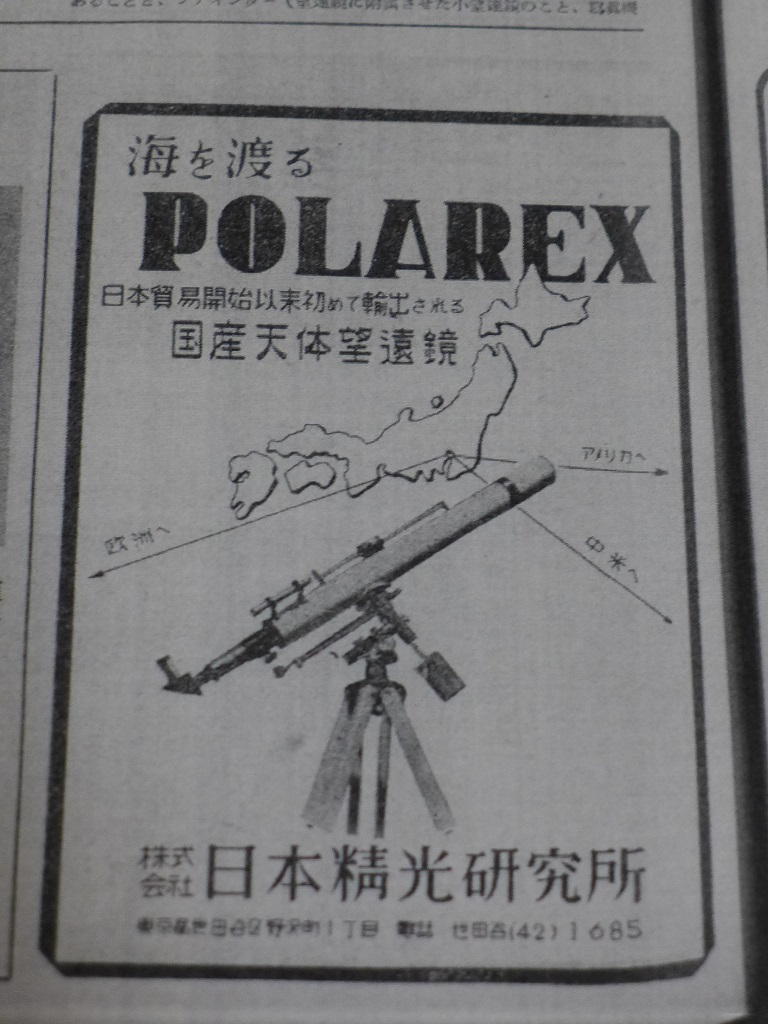 海を渡る
POLAREX
日本貿易開始以来初めて輸出される
国産天体望遠鏡
アメリカへ
欧洲へ
中米へ
株式会社 日本精光研究所
東京都世田谷区野沢町1丁目 電話 世田谷(42)1685